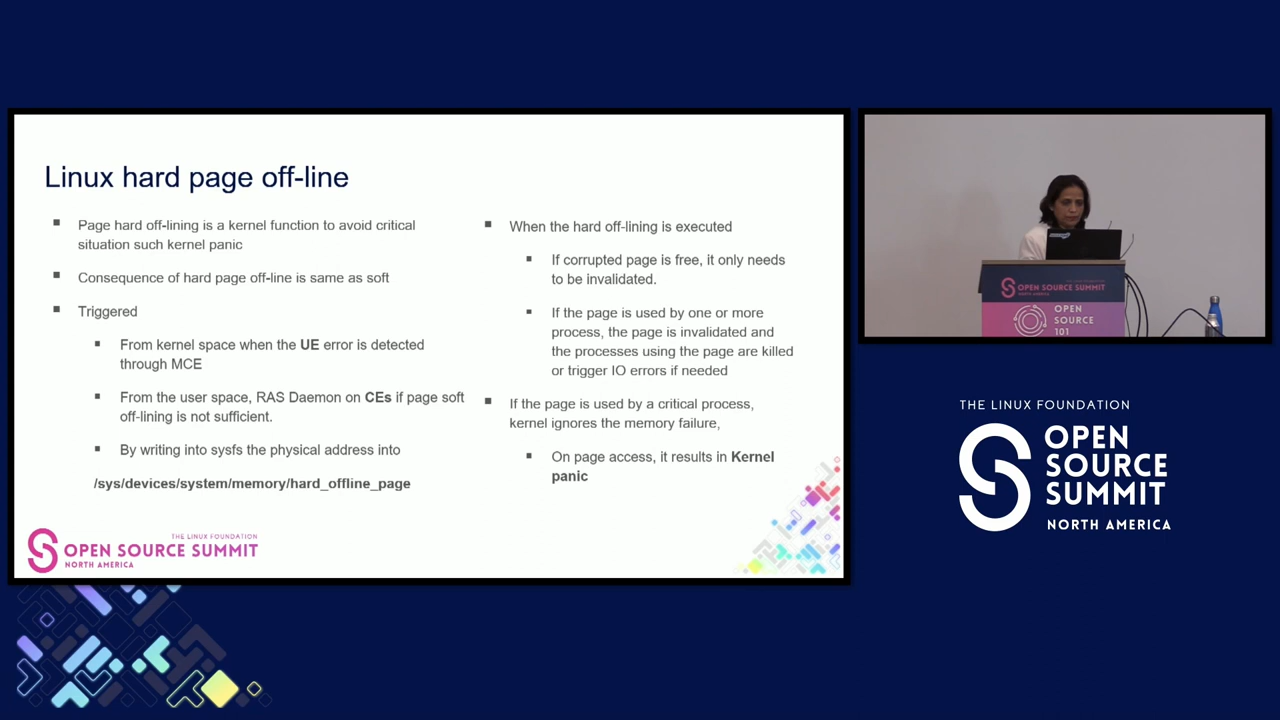 Linux hard page off-line
Page hard off-lining is a kernel function to avoid critical
situation such kernel panic
Consequence of hard page off-line is same as soft
Triggered
From kernel space when the UE error is detected
through MCE
From the user space, RAS Daemon on CEs if page soft
off-lining is not sufficient.
By writing into sysfs the physical address into
/sys/devices/system/memory/hard_offline_page
When the hard off-lining is executed
If corrupted page is free, it only needs
to be invalidated.
If the page is used by one or more
process, the page is invalidated and
the processes using the page are killed
or trigger IO errors if needed
If the page is used by a critical process,
kernel ignores the memory failure,
On page access, it results in Kernel
panic
THE LINUX FOUNDATION
OPEN SOURCE SUMMIT
NORTH AMERICA
OPEN SOURCE SUMMIT
NORTH AMERICA
OPEN
SOURCE
101
THE LINUX FOUNDATION
OPEN
SOURCE
SUMMIT
NORTH AMERICA